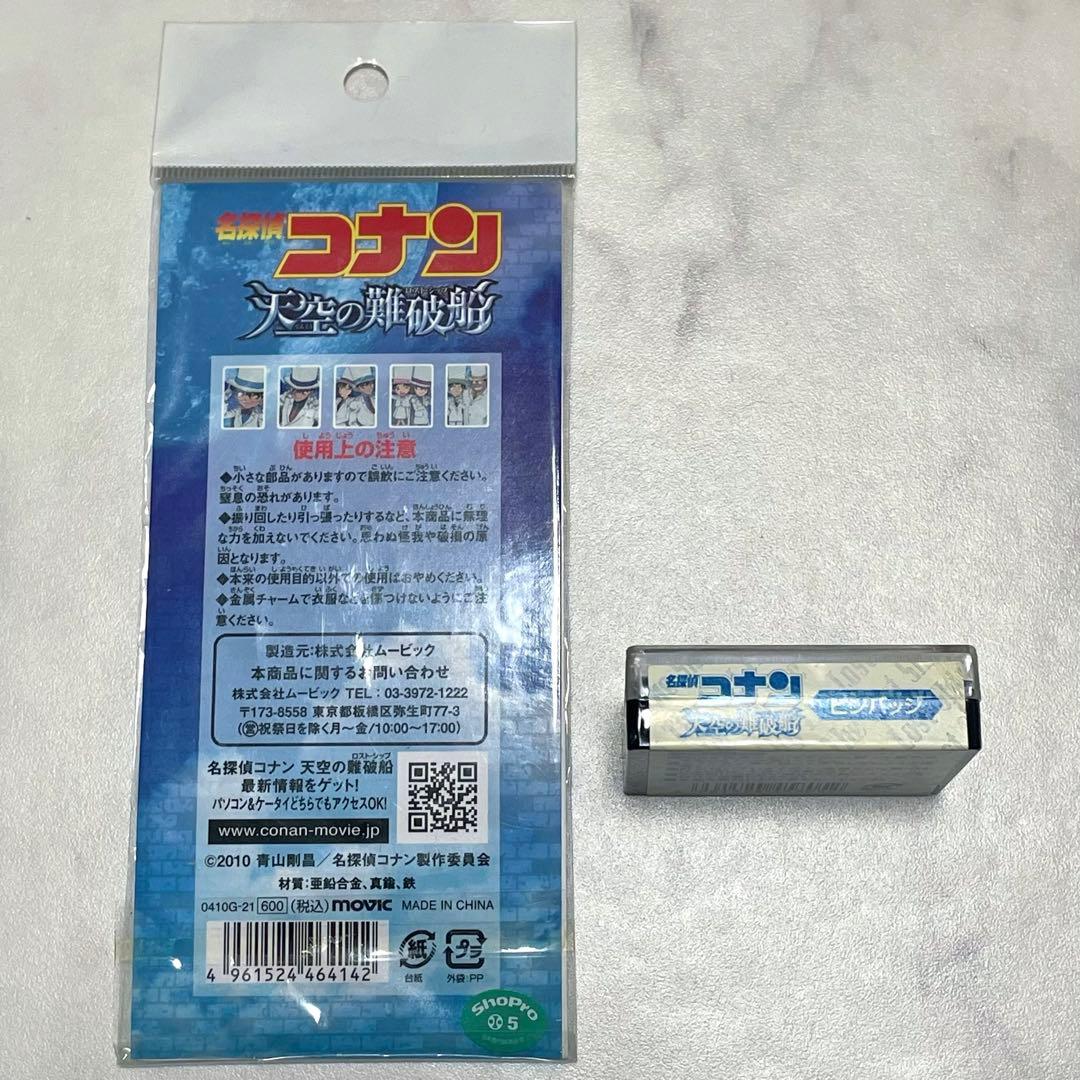 名探偵
コナン
ロストシップ
天空の難破船
使用上の注意
◆小さな部品がありますので誤飲にご注意ください。
窒息の恐れがあります。
◆振り回したり引っ張ったりするなど、本商品に無理
な力を加えないでください。思わぬ怪我や破損の原
因となります。
◆本来の使用目的以外での使用はおやめください。
◆金属チャームで衣服などを傷つけないようにご注
意ください。
製造元:株式会社ムービック
本商品に関するお問い合わせ
株式会社ムービック TEL:03-3972-1222
〒173-8558 東京都板橋区弥生町77-3
(営祝祭日を除く月〜金/10:00〜17:00)
ロスト・シップ
名探偵コナン 天空の難破船
最新情報をゲット!
パソコン&ケータイどちらでもアクセスOK!
www.conan-movie.jp
©2010 青山剛昌/名探偵コナン製作委員会
材質:亜鉛合金、真鍮、鉄
0410G-21 600 (税込) movic MADE IN CHINA
4 961524 464142
紙
台紙
プラ
外袋:PP
ShoPro
5
名探偵
コナン
天空の難破船
ピンバッジ